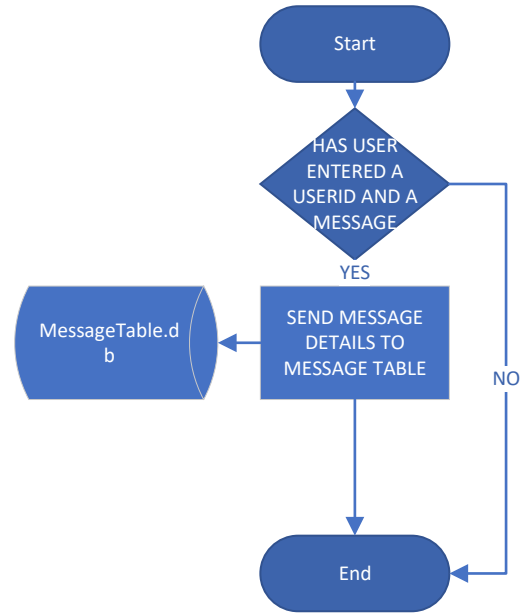 Start
HAS USER
ENTERED A
USERID AND A
MESSAGE
YES
SEND MESSAGE
DETAILS TO
MESSAGE TABLE
MessageTable.d
b
NO
End